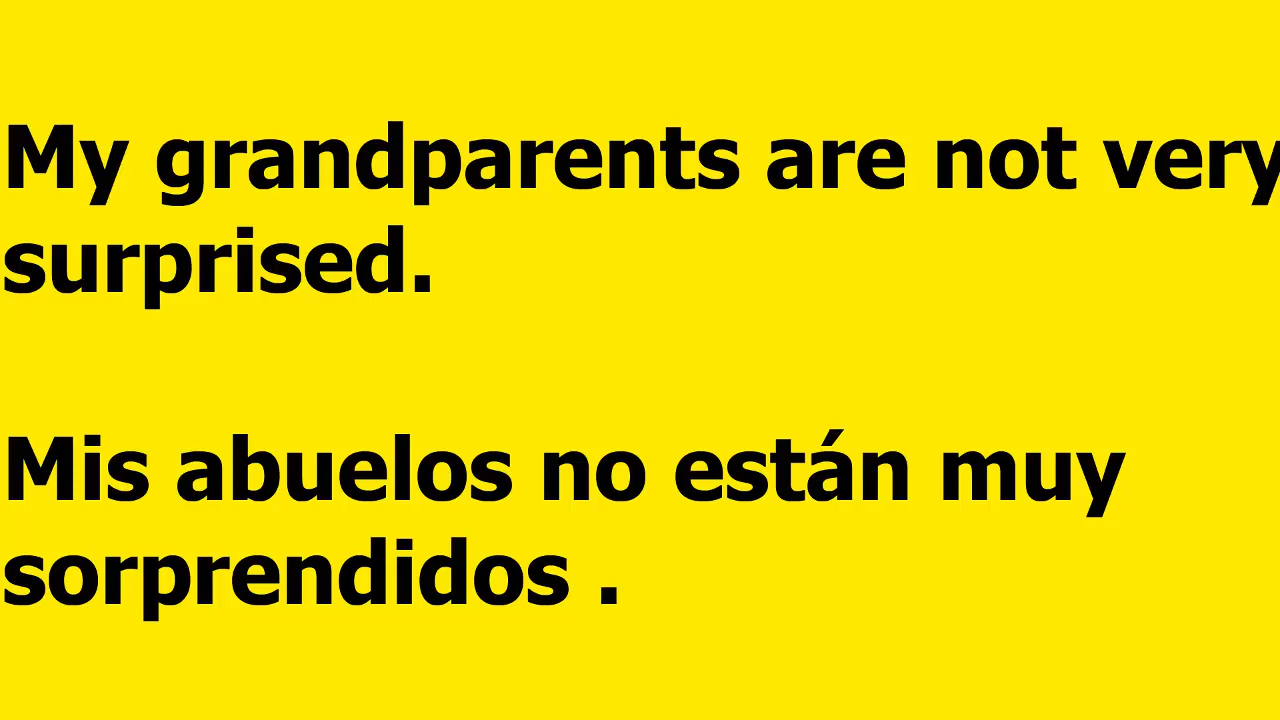 My grandparents are not very
surprised.
Mis abuelos no están muy
sorprendidos .